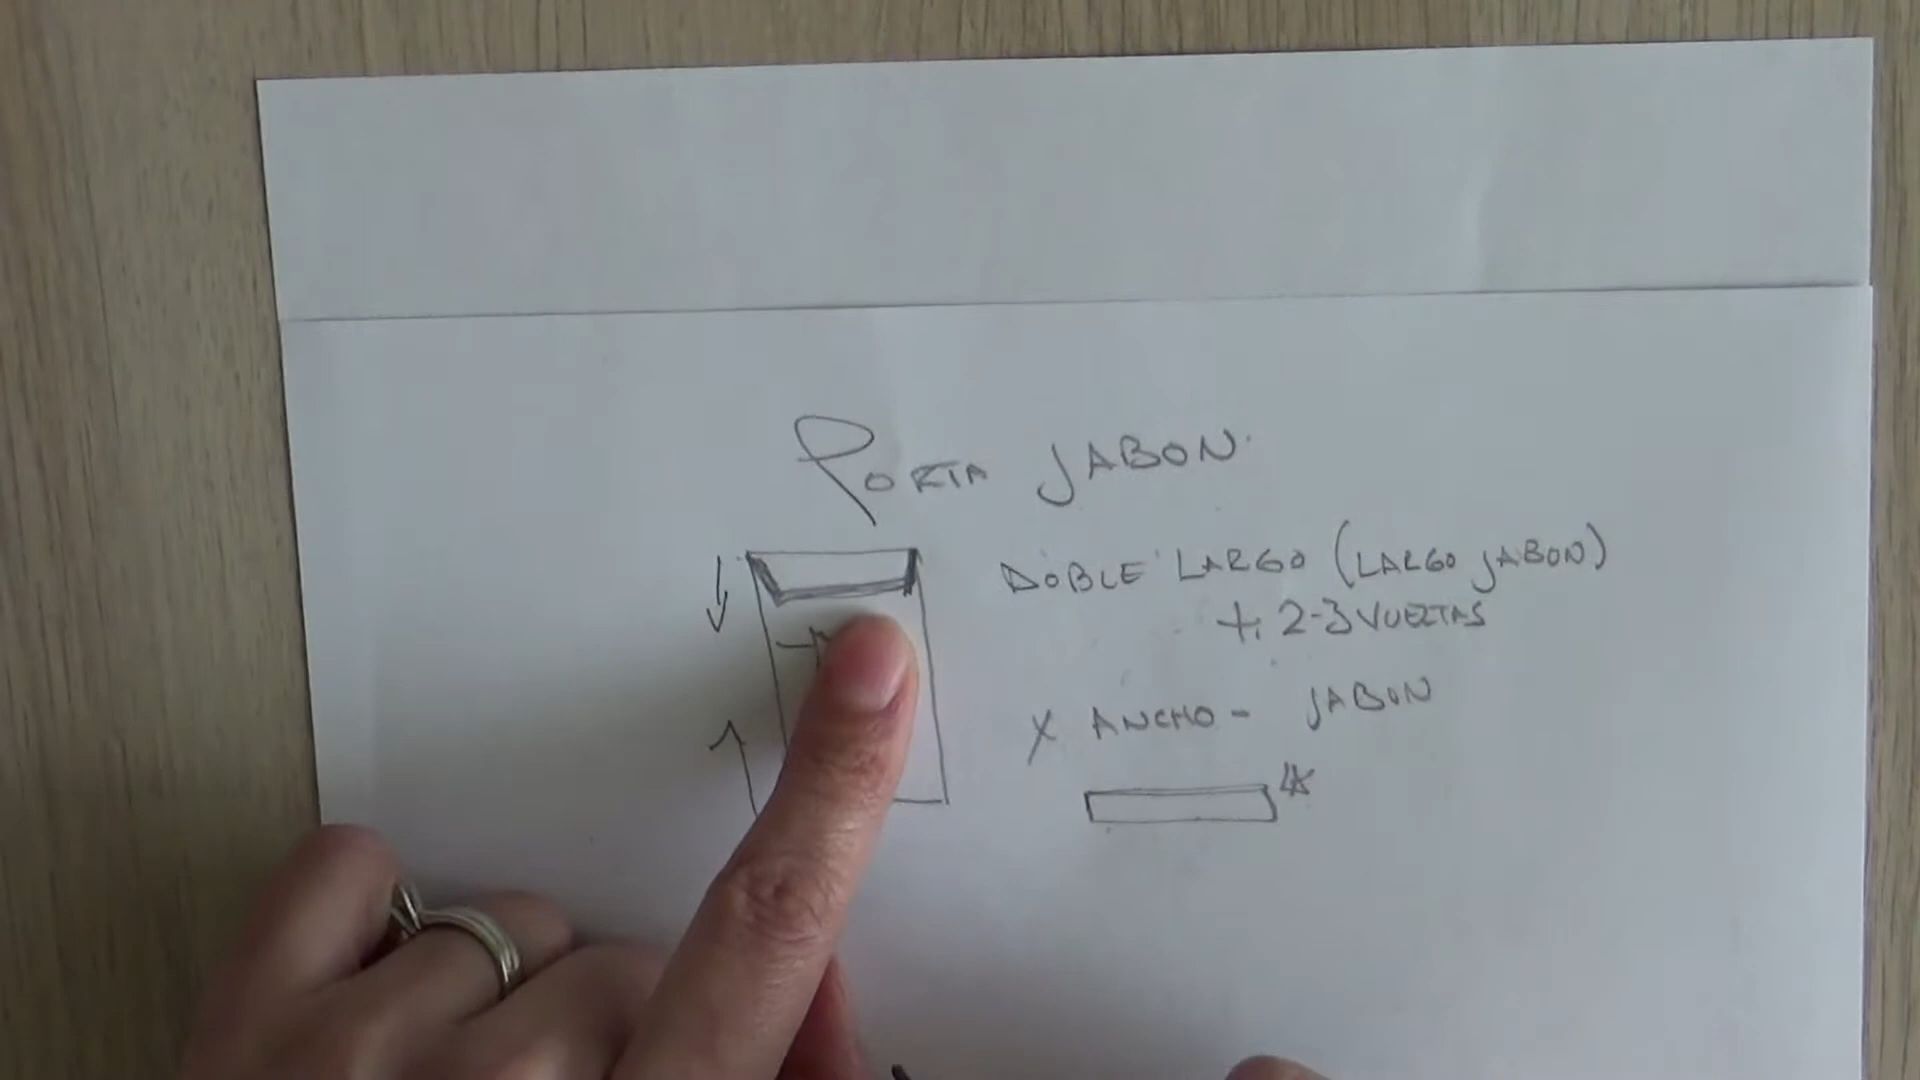 PORTA JABON
DOBLE LARGO (LARGO JABON)
+ 2-3 VUELTAS
X ANCHO - JABON